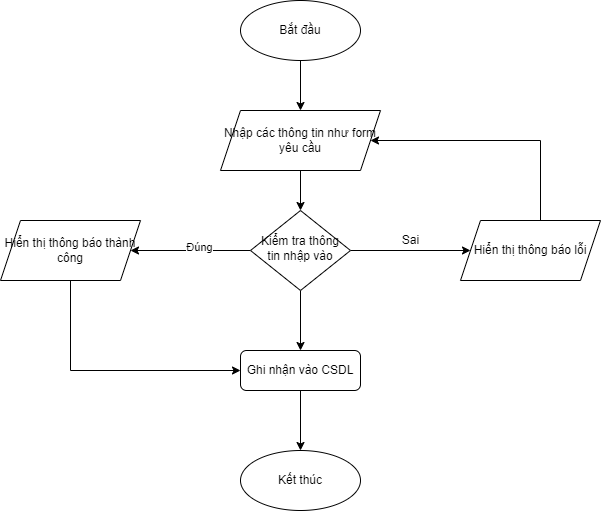 Bắt đầu
Nhập các thông tin như form
yêu cầu
Kiểm tra thông
tin nhập vào
Đúng
Sai
Hiển thị thông báo thành
công
Hiển thị thông báo lỗi
Ghi nhận vào CSDL
Kết thúc